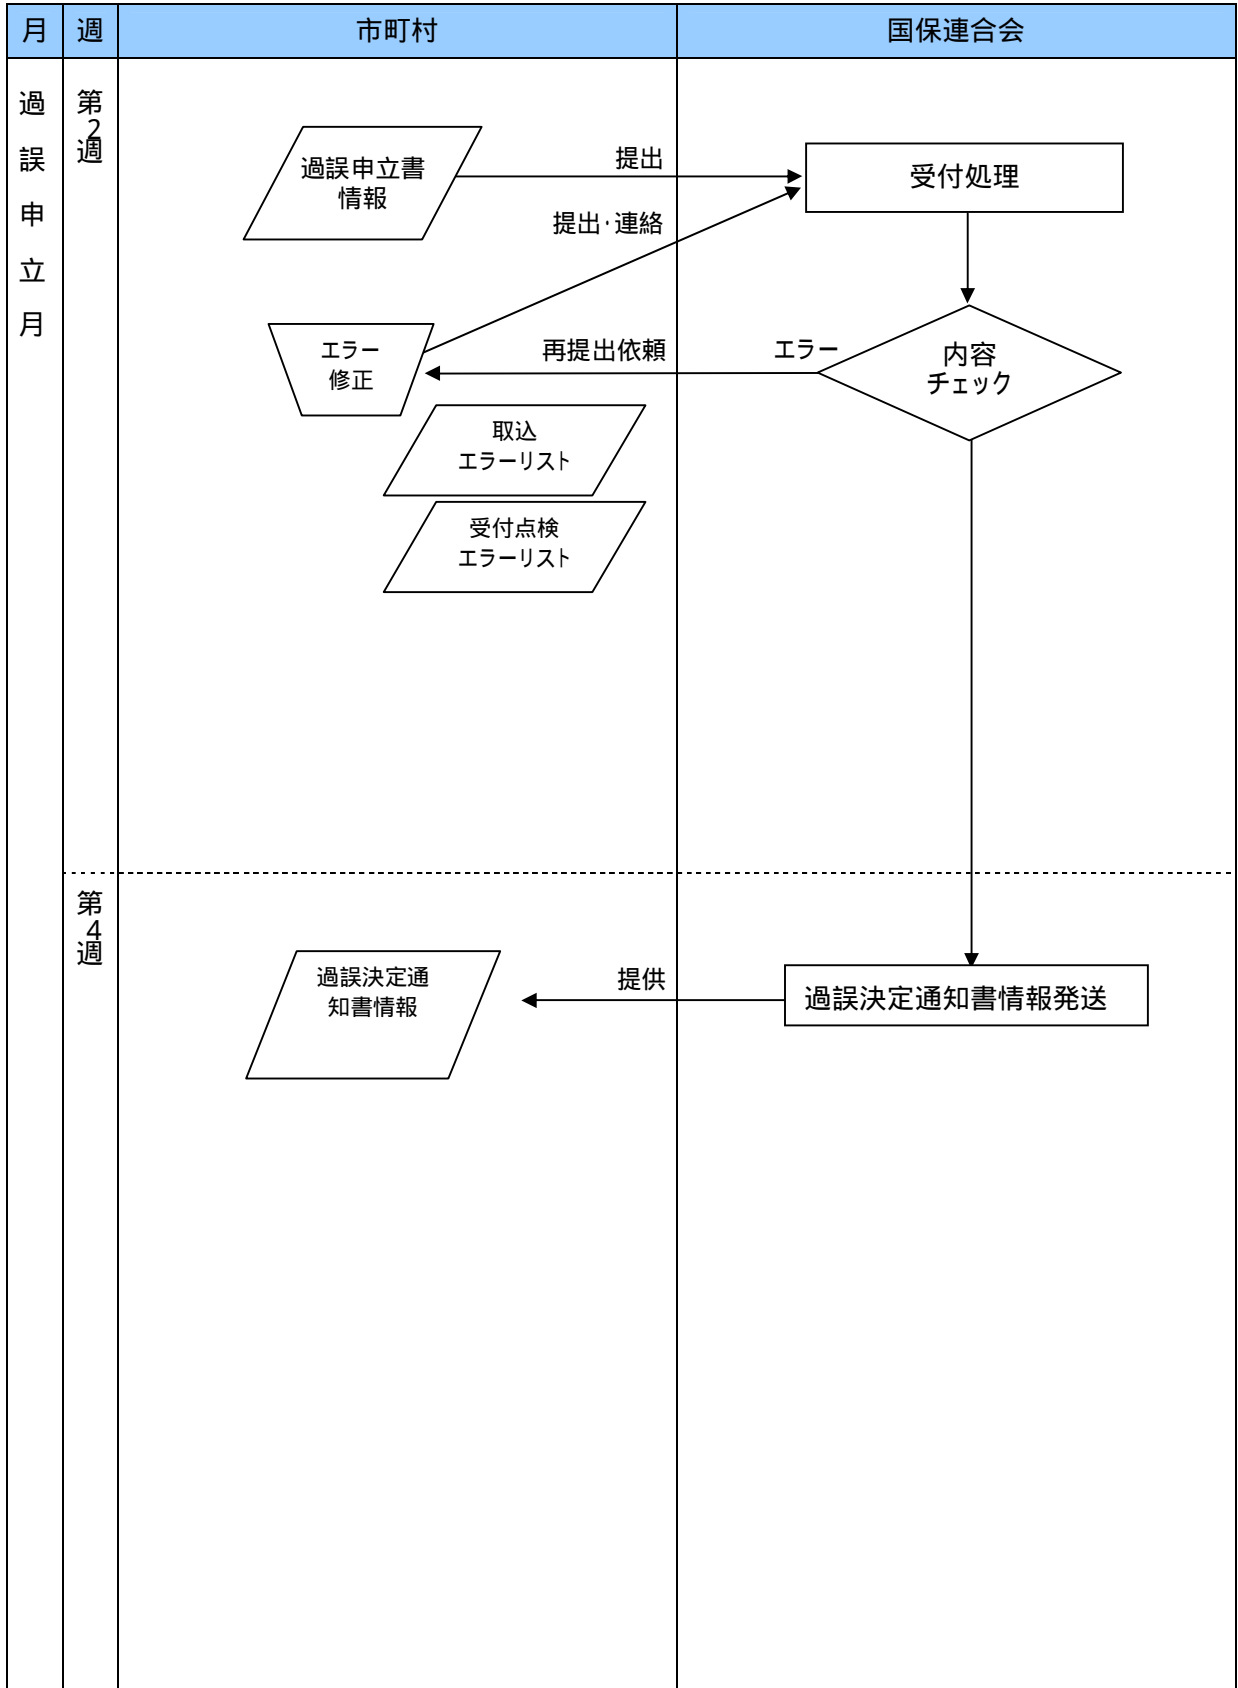 月
週
市町村
国保連合会
過誤申立月
第2週
過誤申立書
情報
提出
受付処理
提出・連絡
エラー
修正
再提出依頼
エラー
内容
チェック
取込
エラーリスト
受付点検
エラーリスト
第4週
過誤決定通
知書情報
提供
過誤決定通知書情報発送